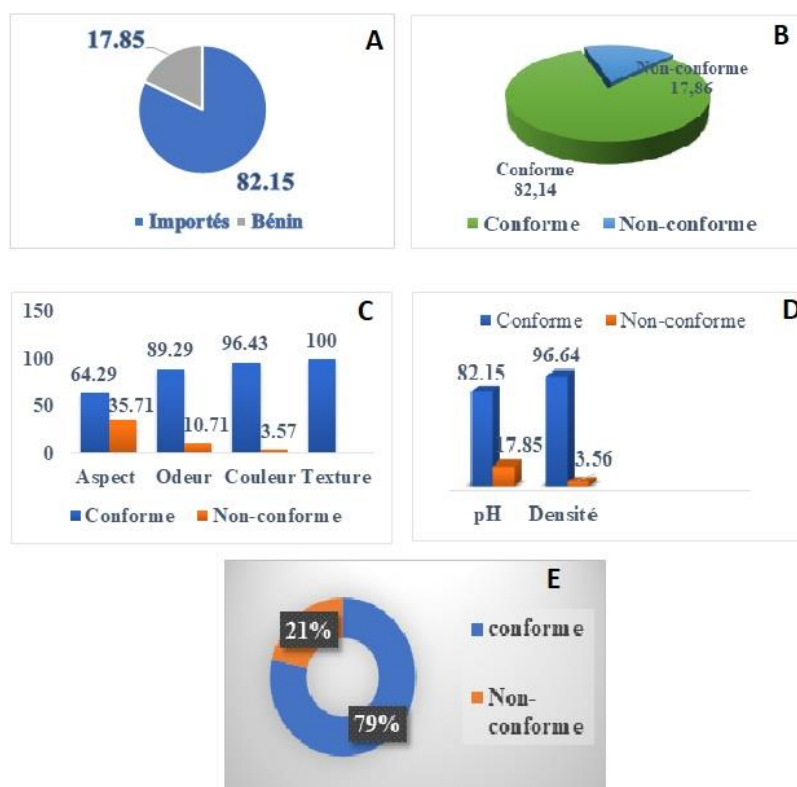 A
17.85
82.15
Importés Bénin
B
Non-conforme
17,86
Conforme
82,14
Conforme Non-conforme
C
150
100
50
0
64.29
35.71
89.29
10.71
96.43
3.57
100
Aspect Odeur Couleur Texture
Conforme Non-conforme
D
Conforme Non-conforme
82.15
17.85
96.64
3.56
pH Densité
E
21%
79%
conforme
Non-
conforme